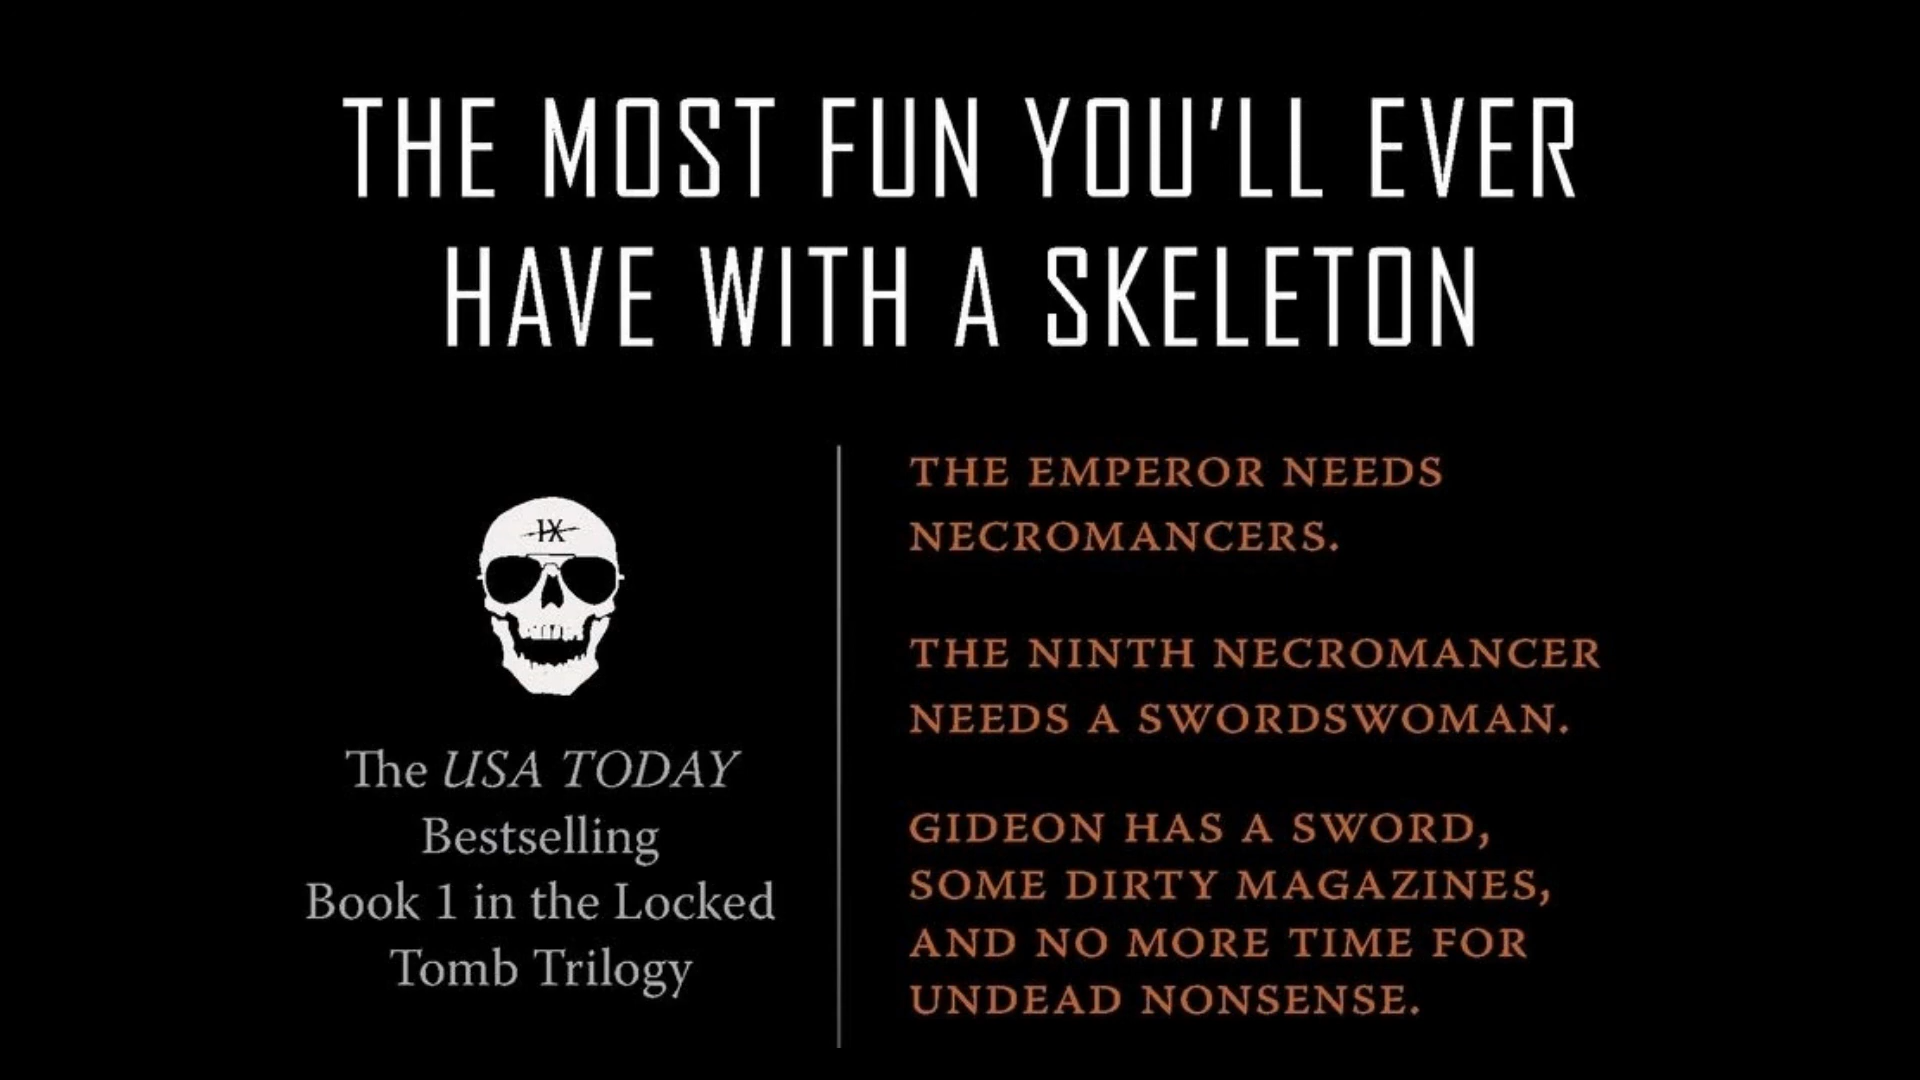 THE MOST FUN YOU'LL EVER
HAVE WITH A SKELETON
IX
The USA TODAY
Bestselling
Book 1 in the Locked
Tomb Trilogy
THE EMPEROR NEEDS
NECROMANCERS.
THE NINTH NECROMANCER
NEEDS A SWORDSWOMAN.
GIDEON HAS A SWORD,
SOME DIRTY MAGAZINES,
AND NO MORE TIME FOR
UNDEAD NONSENSE.